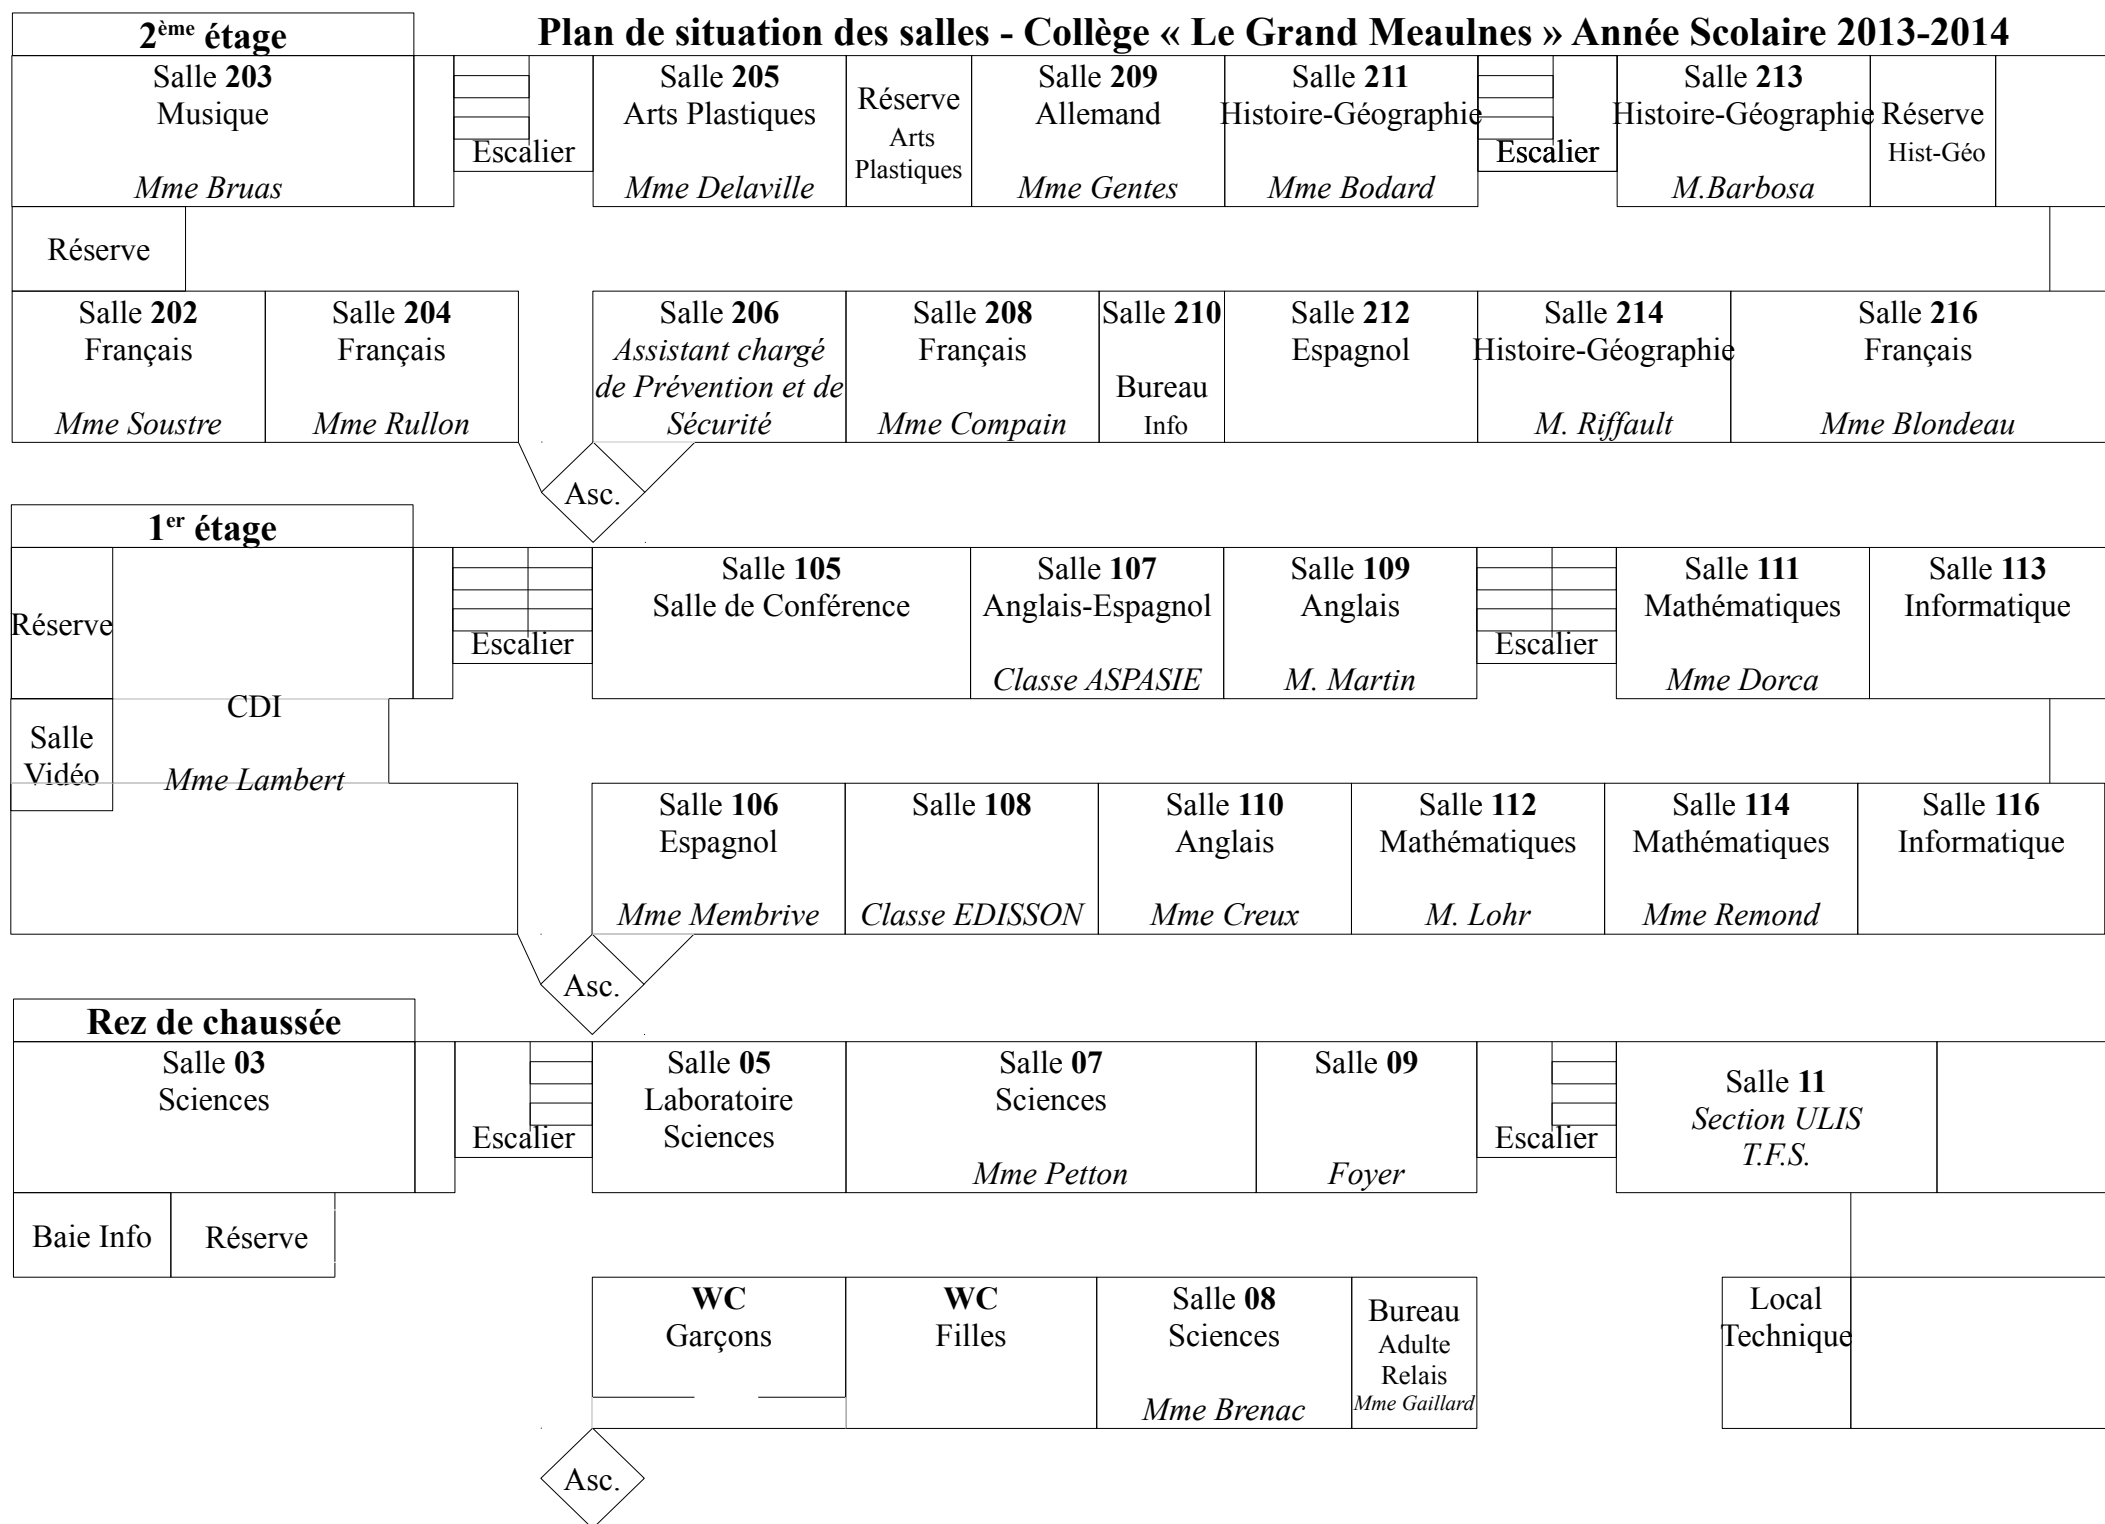 2ème étage
Plan de situation des salles - Collège « Le Grand Meaulnes » Année Scolaire 2013-2014
Salle 203
Musique
Mme Bruas
Escalier
Salle 205
Arts Plastiques
Mme Delaville
Réserve
Arts
Plastiques
Salle 209
Allemand
Mme Gentes
Salle 211
Histoire-Géographie
Mme Bodard
Escalier
Salle 213
Histoire-Géographie
M.Barbosa
Réserve
Hist-Géo
Réserve
Salle 202
Français
Mme Soustre
Salle 204
Français
Mme Rullon
Salle 206
Assistant chargé
de Prévention et de
Sécurité
Salle 208
Français
Mme Compain
Salle 210
Bureau
Info
Salle 212
Espagnol
Salle 214
Histoire-Géographie
M. Riffault
Salle 216
Français
Mme Blondeau
Asc.
1er étage
Réserve
CDI
Mme Lambert
Salle
Vidéo
Escalier
Salle 105
Salle de Conférence
Salle 107
Anglais-Espagnol
Classe ASPASIE
Salle 109
Anglais
M. Martin
Escalier
Salle 111
Mathématiques
Mme Dorca
Salle 113
Informatique
Salle 106
Espagnol
Mme Membrive
Salle 108
Classe EDISSON
Salle 110
Anglais
Mme Creux
Salle 112
Mathématiques
M. Lohr
Salle 114
Mathématiques
Mme Remond
Salle 116
Informatique
Asc.
Rez de chaussée
Salle 03
Sciences
Escalier
Salle 05
Laboratoire
Sciences
Salle 07
Sciences
Mme Petton
Salle 09
Foyer
Escalier
Salle 11
Section ULIS
T.F.S.
Baie Info
Réserve
WC
Garçons
WC
Filles
Salle 08
Sciences
Mme Brenac
Bureau
Adulte
Relais
Mme Gaillard
Local
Technique
Asc.